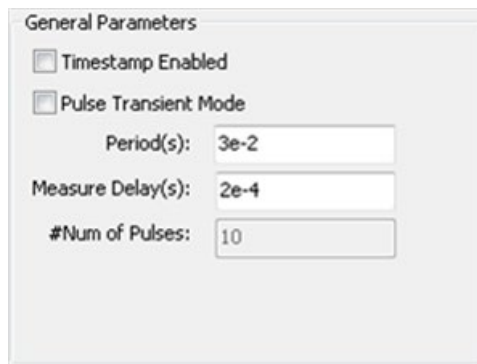 General Parameters
Timestamp Enabled
Pulse Transient Mode
Period(s): 3e-2
Measure Delay(s): 2e-4
#Num of Pulses: 10